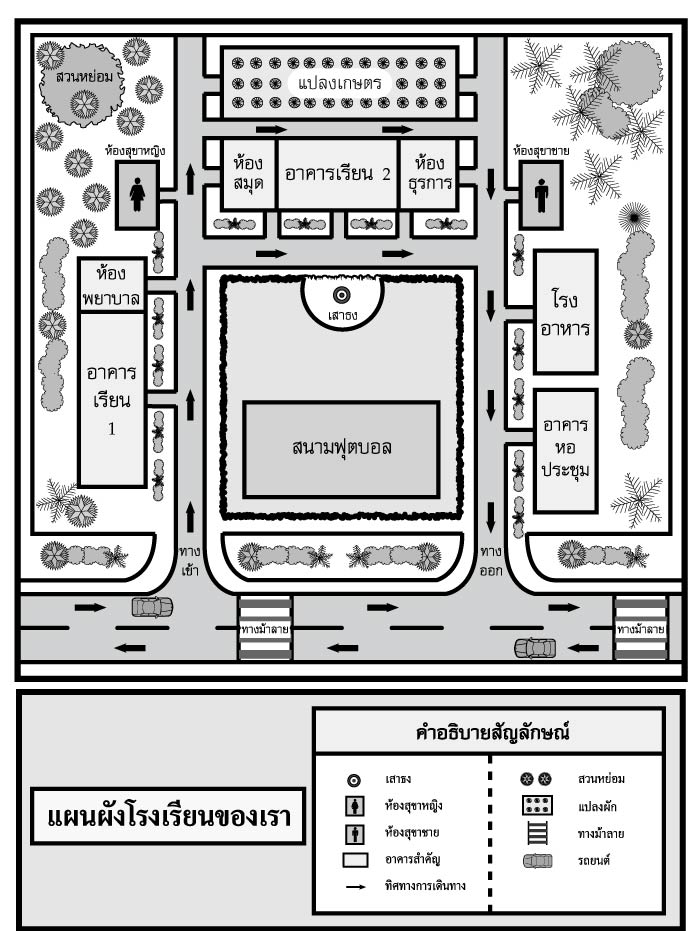 สวนหย่อม
แปลงเกษตร
ห้องสุขาหญิง
ห้อง
สมุด
อาคารเรียน 2
ห้อง
ธุรการ
ห้องสุขาชาย
ห้อง
พยาบาล
เสาธง
โรง
อาหาร
อาคาร
เรียน
1
สนามฟุตบอล
อาคาร
หอ
ประชุม
ทาง
เข้า
ทาง
ออก
ทางม้าลาย
ทางม้าลาย
แผนผังโรงเรียนของเรา
คำอธิบายสัญลักษณ์
เสาธง
ห้องสุขาหญิง
ห้องสุขาชาย
อาคารสำคัญ
ทิศทางการเดินทาง
สวนหย่อม
แปลงผัก
ทางม้าลาย
รถยนต์